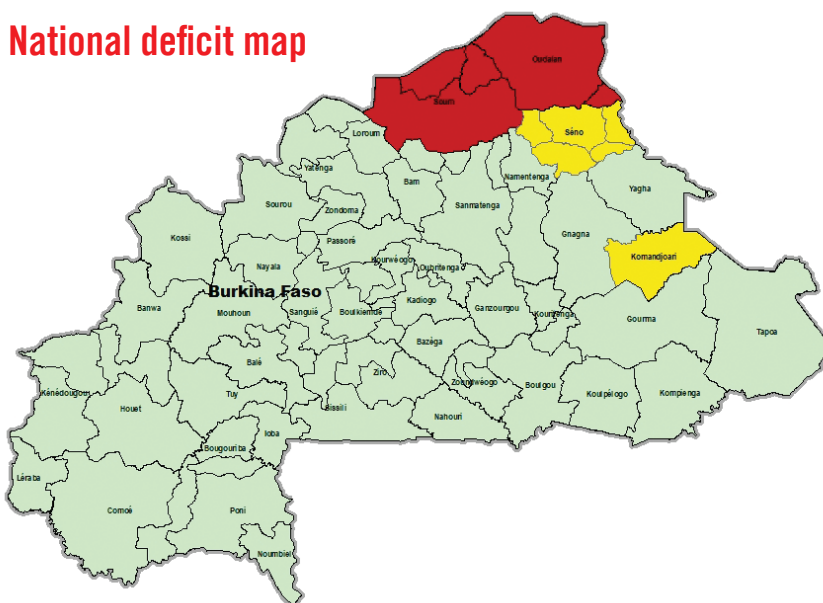 National deficit map
Oudalan
Soum
Séno
Loroum
Yatenga
Bam
Namentenga
Yagha
Sourou
Zondoma
Sanmatenga
Kossi
Passoré
Gnagna
Komandjoari
Nayala
Kourwéogo
Oubritenga
Burkina Faso
Banwa
Mouhoun
Sanguié
Boulkiemdé
Kadiogo
Ganzourgou
Kouritenga
Gourma
Tapoa
Bazéga
Balé
Ziro
Zoundwéogo
Boulgou
Koulpélogo
Kompienga
Kénédougou
Houet
Tuy
Sissili
Nahouri
Ioba
Bougouriba
Léraba
Comoé
Poni
Noumbiel